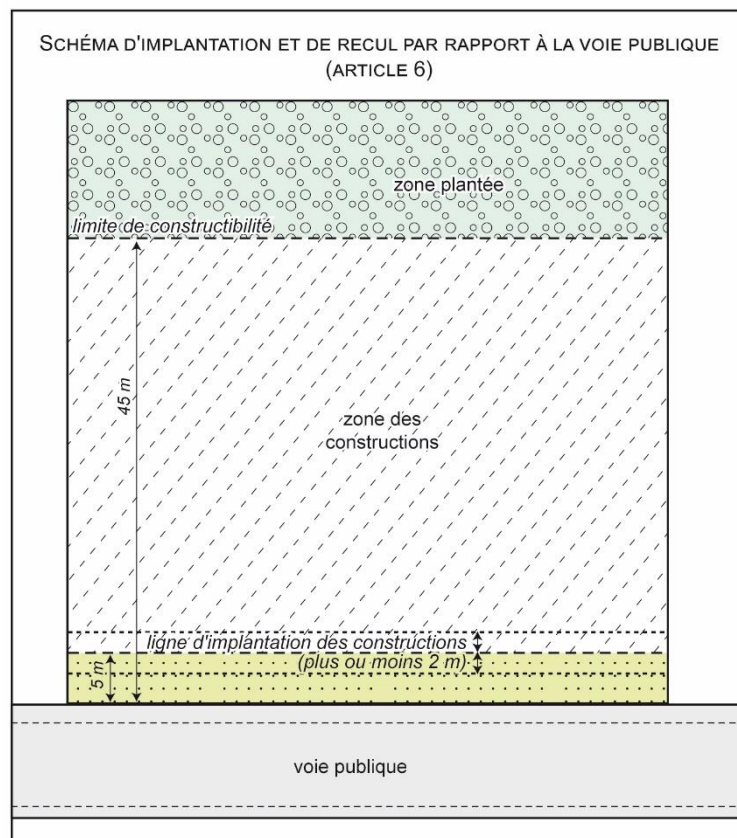 SCHÉMA D'IMPLANTATION ET DE RECUL PAR RAPPORT À LA VOIE PUBLIQUE
(ARTICLE 6)
zone plantée
limite de constructibilité
45 m
zone des
constructions
ligne d'implantation des constructions
(plus ou moins 2 m)
5 m
voie publique